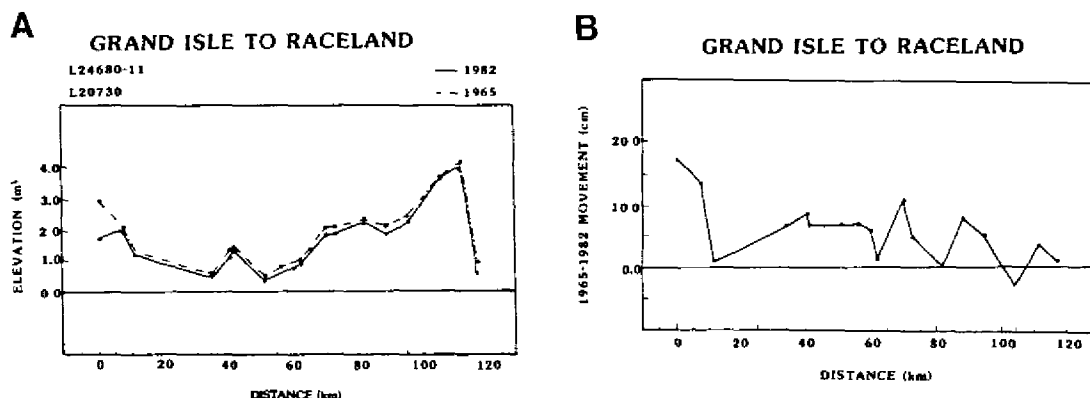 A
GRAND ISLE TO RACELAND
L24680-11
1982
L20730
1965
ELEVATION (m)
4.0
3.0
2.0
1.0
0.0
0 20 40 60 80 100 120
DISTANCE (km)
B
GRAND ISLE TO RACELAND
1965-1982 MOVEMENT (cm)
20.0
10.0
0.0
0 20 40 60 80 100 120
DISTANCE (km)